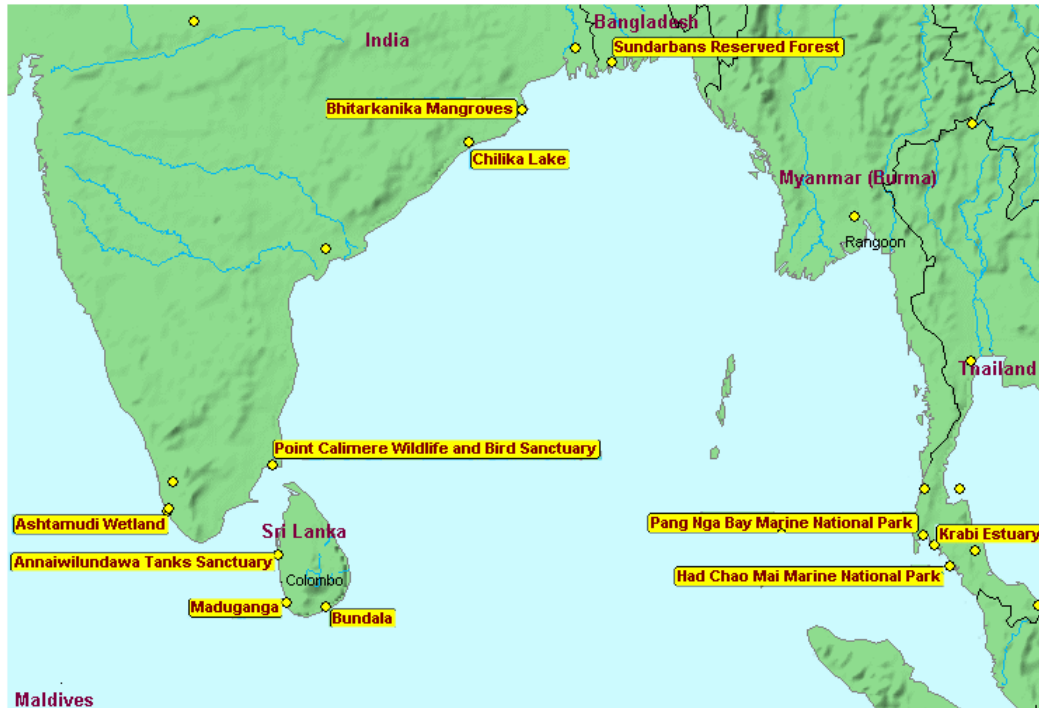 Bangladesh
India
Sundarbans Reserved Forest
Bhitarkanika Mangroves
Chilika Lake
Myanmar (Burma)
Rangoon
Thailand
Point Calimere Wildlife and Bird Sanctuary
Ashtamudi Wetland
Sri Lanka
Pang Nga Bay Marine National Park
Krabi Estuary
Annaiwilundawa Tanks Sanctuary
Colombo
Had Chao Mai Marine National Park
Maduganga
Bundala
Maldives